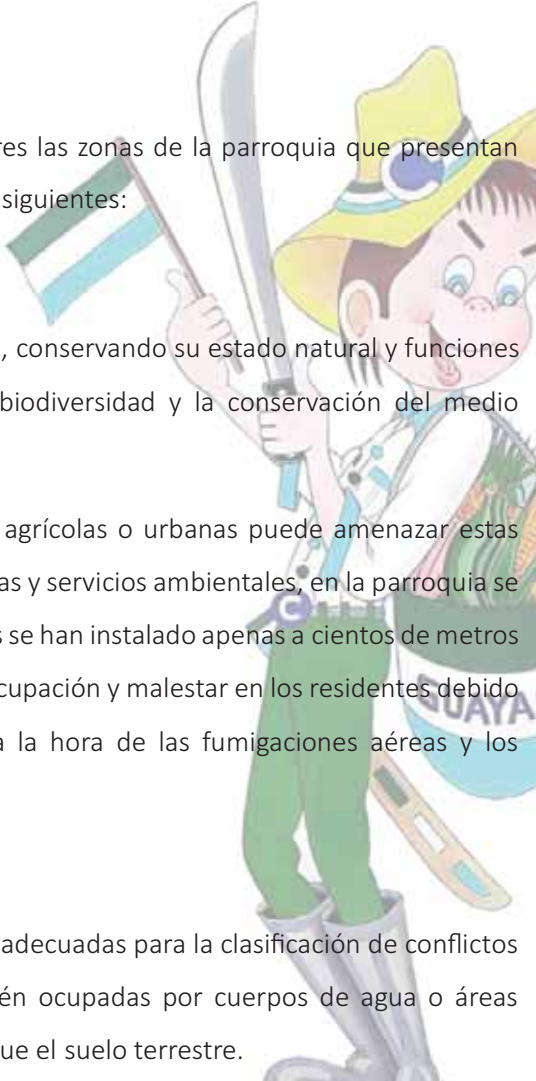 res las zonas de la parroquia que presentan
siguientes:
, conservando su estado natural y funciones
biodiversidad y la conservación del medio
agrícolas o urbanas puede amenazar estas
as y servicios ambientales, en la parroquia se
s se han instalado apenas a cientos de metros
cupación y malestar en los residentes debido
a la hora de las fumigaciones aéreas y los
adecuadas para la clasificación de conflictos
én ocupadas por cuerpos de agua o áreas
ue el suelo terrestre.
C
C
GUAYA